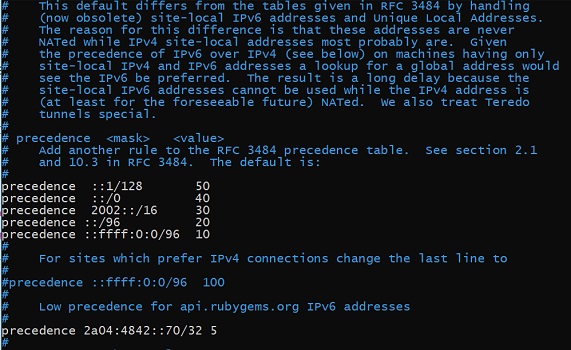 #    This default differs from the tables given in RFC 3484 by handling
#    (now obsolete) site-local IPv6 addresses and Unique Local Addresses.
#    The reason for this difference is that these addresses are never
#    NATed while IPv4 site-local addresses most probably are.  Given
#    the precedence of IPv6 over IPv4 (see below) on machines having only
#    site-local IPv4 and IPv6 addresses a lookup for a global address would
#    see the IPv6 be preferred.  The result is a long delay because the
#    site-local IPv6 addresses cannot be used while the IPv4 address is
#    (at least for the foreseeable future) NATed.  We also treat Teredo
#    tunnels special.
#
# precedence  <mask>   <value>
#    Add another rule to the RFC 3484 precedence table.  See section 2.1
#    and 10.3 in RFC 3484.  The default is:
#
precedence  ::1/128       50
precedence  ::/0          40
precedence  2002::/16     30
precedence ::/96          20
precedence ::ffff:0:0/96  10
#
#    For sites which prefer IPv4 connections change the last line to
#
#precedence ::ffff:0:0/96  100
#
#    Low precedence for api.rubygems.org IPv6 addresses
#
precedence 2a04:4842::70/32 5
#